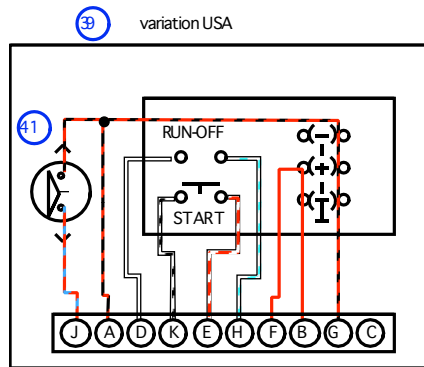 39 variation USA
41
RUN-OFF
START
J A D K E H F B G C